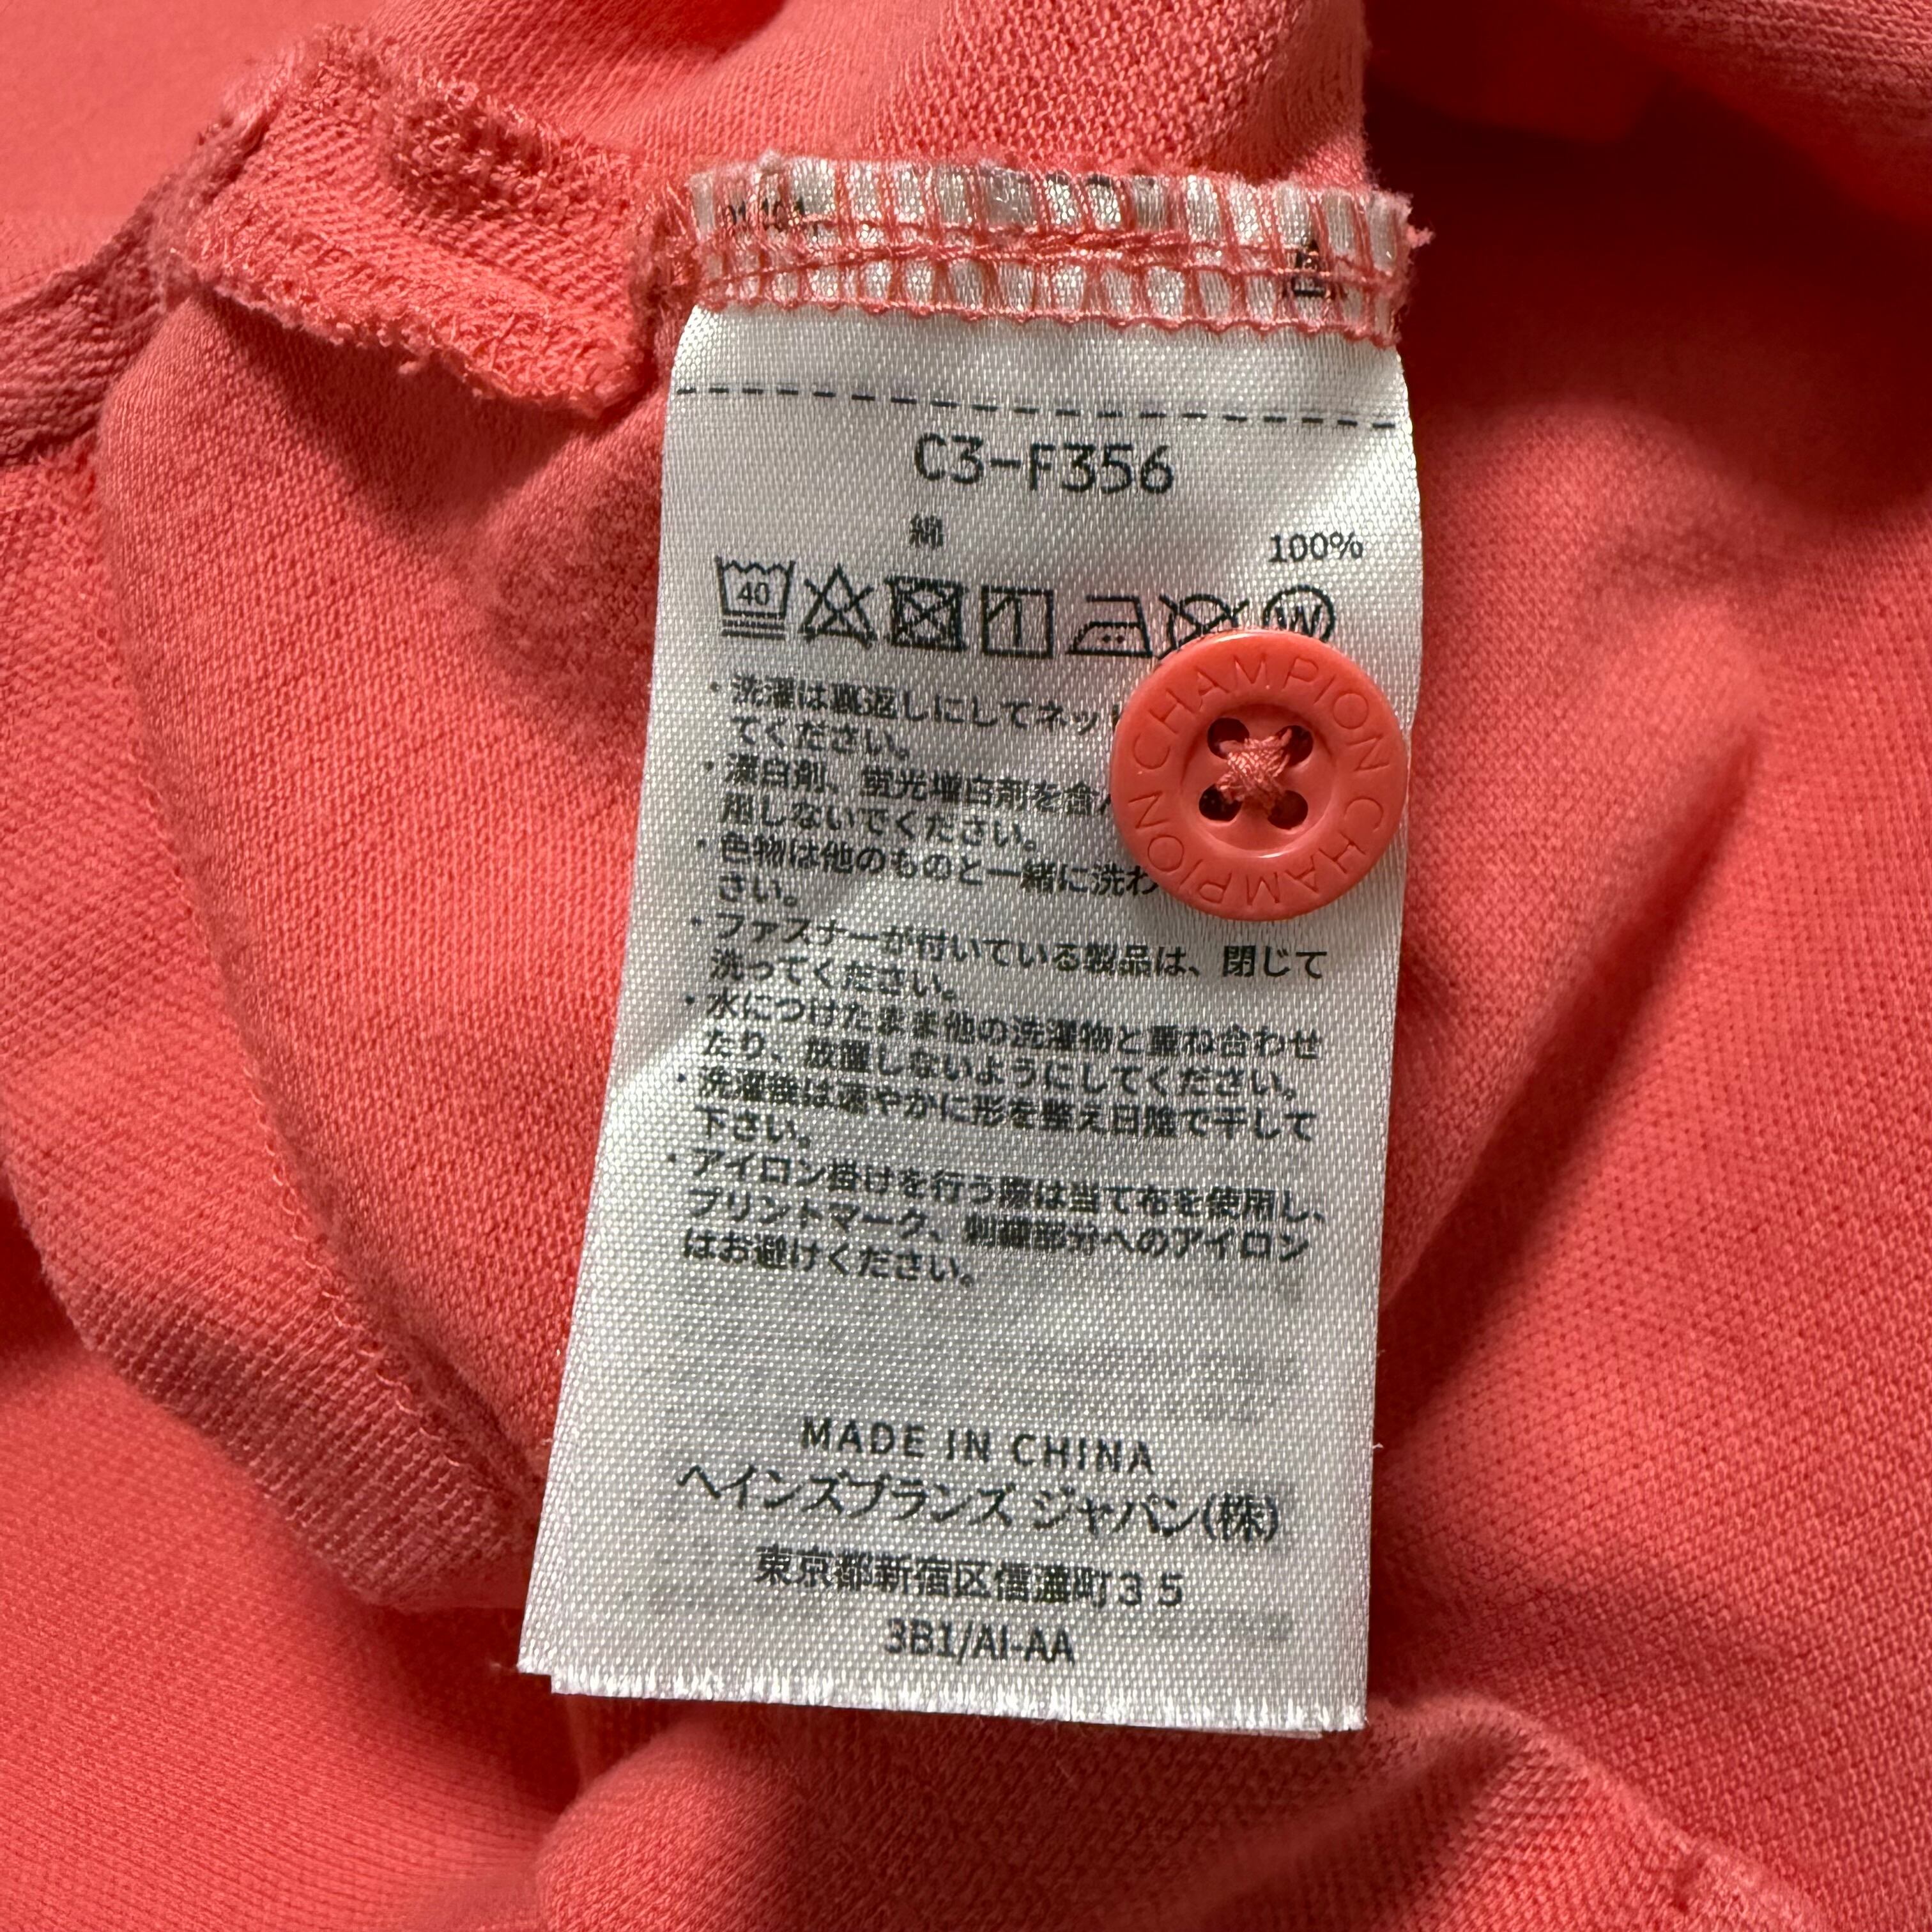 C3-F356
綿 100%
40
W
・洗濯は裏返しにしてネッ
てください。
・漂白剤、蛍光増白剤を含
用しないでください。
・色物は他のものと一緒に洗わ
さい。
・ファスナーが付いている製品は、閉じて
洗ってください。
・水につけたまま他の洗濯物と重ね合わせ
たり、放置しないようにしてください。
・洗濯後は速やかに形を整え日陰で干して
下さい。
・アイロン掛けを行う際は当て布を使用し、
プリントマーク、刺繍部分へのアイロン
はお避けください。
CHAMPION CHAMPION
MADE IN CHINA
ヘインズブランズ ジャパン(株)
東京都新宿区信濃町35
3B1/AI-AA